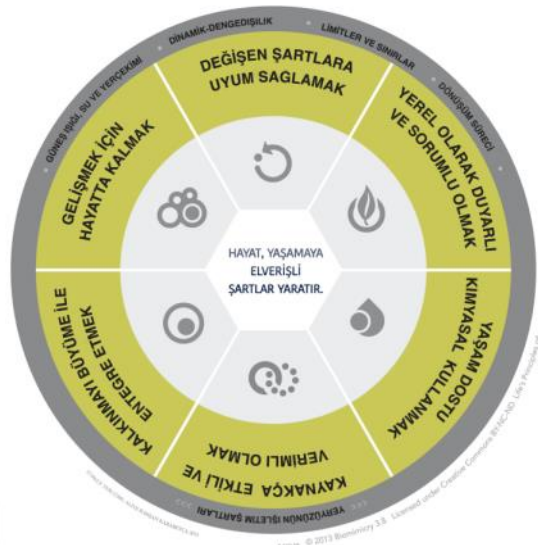 GÜNEŞ IŞIĞI, SU VE YERÇEKİMİ
DİNAMİK-DENGEDIŞILIK
LİMİTLER VE SINIRLAR
DÖNÜŞÜM SÜRECİ
DEĞİŞEN ŞARTLARA
UYUM SAĞLAMAK
YEREL OLARAK DUYARLI
VE SORUMLU OLMAK
YAŞAM DOSTU
KİMYASAL KULLANMAK
KAYNAKÇA ETKİLİ VE
VERİMLİ OLMAK
KALKINMAYI BÜYÜME İLE
ENTEGRE ETMEK
GELİŞMEK İÇİN
HAYATTA KALMAK
HAYAT, YAŞAMAYA
ELVERİŞLİ
ŞARTLAR YARATIR.
YERYÜZÜNÜN İŞLETİM ŞARTLARI
© 2013 Biomimicry 3.8 Licensed under Creative Commons BY-NC-ND Life's Principles